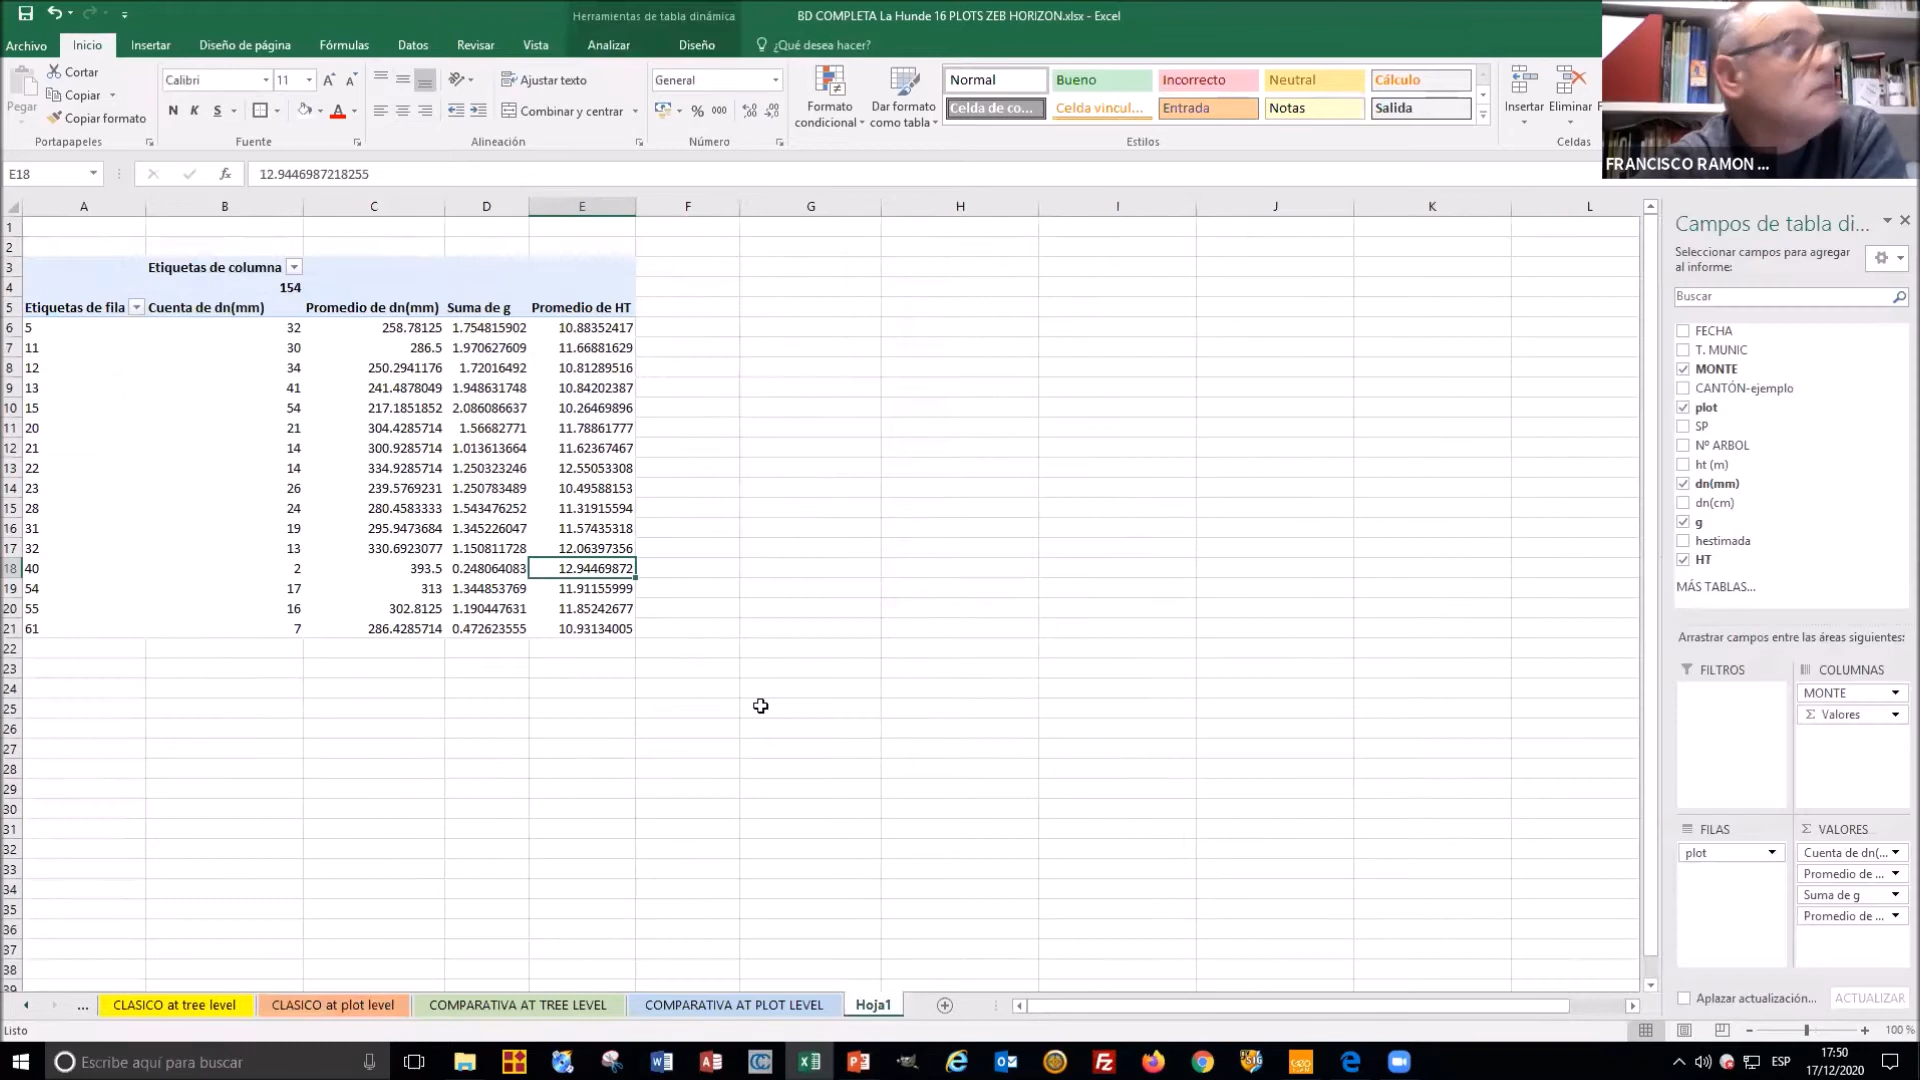 Herramientas de tabla dinámica
BD COMPLETA La Hunde 16 PLOTS ZEB HORIZON.xlsx - Excel
Archivo Inicio Insertar Diseño de página Fórmulas Datos Revisar Vista Analizar Diseño ¿Qué desea hacer?
Pegar
Cortar
Copiar
Copiar formato
Portapapeles
Calibri 11
N K S
Fuente
Ajustar texto
Combinar y centrar
Alineación
General
% 000
Número
Formato condicional
Dar formato como tabla
Normal Bueno Incorrecto Neutral Cálculo
Celda de co... Celda vincul... Entrada Notas Salida
Estilos
Insertar Eliminar
Celdas
FRANCISCO RAMON ...
E18 fx 12.9446987218255
A B C D E F G H I J K L
1
2
3 Etiquetas de columna
4 154
5 Etiquetas de fila Cuenta de dn(mm) Promedio de dn(mm) Suma de g Promedio de HT
6 5 32 258.78125 1.754815902 10.88352417
7 11 30 286.5 1.970627609 11.66881629
8 12 34 250.2941176 1.72016492 10.81289516
9 13 41 241.4878049 1.948631748 10.84202387
10 15 54 217.1851852 2.086086637 10.26469896
11 20 21 304.4285714 1.56682771 11.78861777
12 21 14 300.9285714 1.013613664 11.62367467
13 22 14 334.9285714 1.250323246 12.55053308
14 23 26 239.5769231 1.250783489 10.49588153
15 28 24 280.4583333 1.543476252 11.31915594
16 31 19 295.9473684 1.345226047 11.57435318
17 32 13 330.6923077 1.150811728 12.06397356
18 40 2 393.5 0.248064083 12.94469872
19 54 17 313 1.344853769 11.91155999
20 55 16 302.8125 1.190447631 11.85242677
21 61 7 286.4285714 0.472623555 10.93134005
22
23
24
25
26
27
28
29
30
31
32
33
34
35
36
37
38
39
Campos de tabla di...
Seleccionar campos para agregar
al informe:
Buscar
FECHA
T. MUNIC
MONTE
CANTÓN-ejemplo
plot
SP
Nº ARBOL
ht (m)
dn(mm)
dn(cm)
g
hestimada
HT
MÁS TABLAS...
Arrastrar campos entre las áreas siguientes:
FILTROS COLUMNAS
MONTE
Σ Valores
FILAS Σ VALORES
plot Cuenta de dn(...
Promedio de ...
Suma de g
Promedio de ...
Aplazar actualización... ACTUALIZAR
... CLASICO at tree level CLASICO at plot level COMPARATIVA AT TREE LEVEL COMPARATIVA AT PLOT LEVEL Hoja1
Listo 100 %
Escribe aquí para buscar
ESP
17:50
17/12/2020